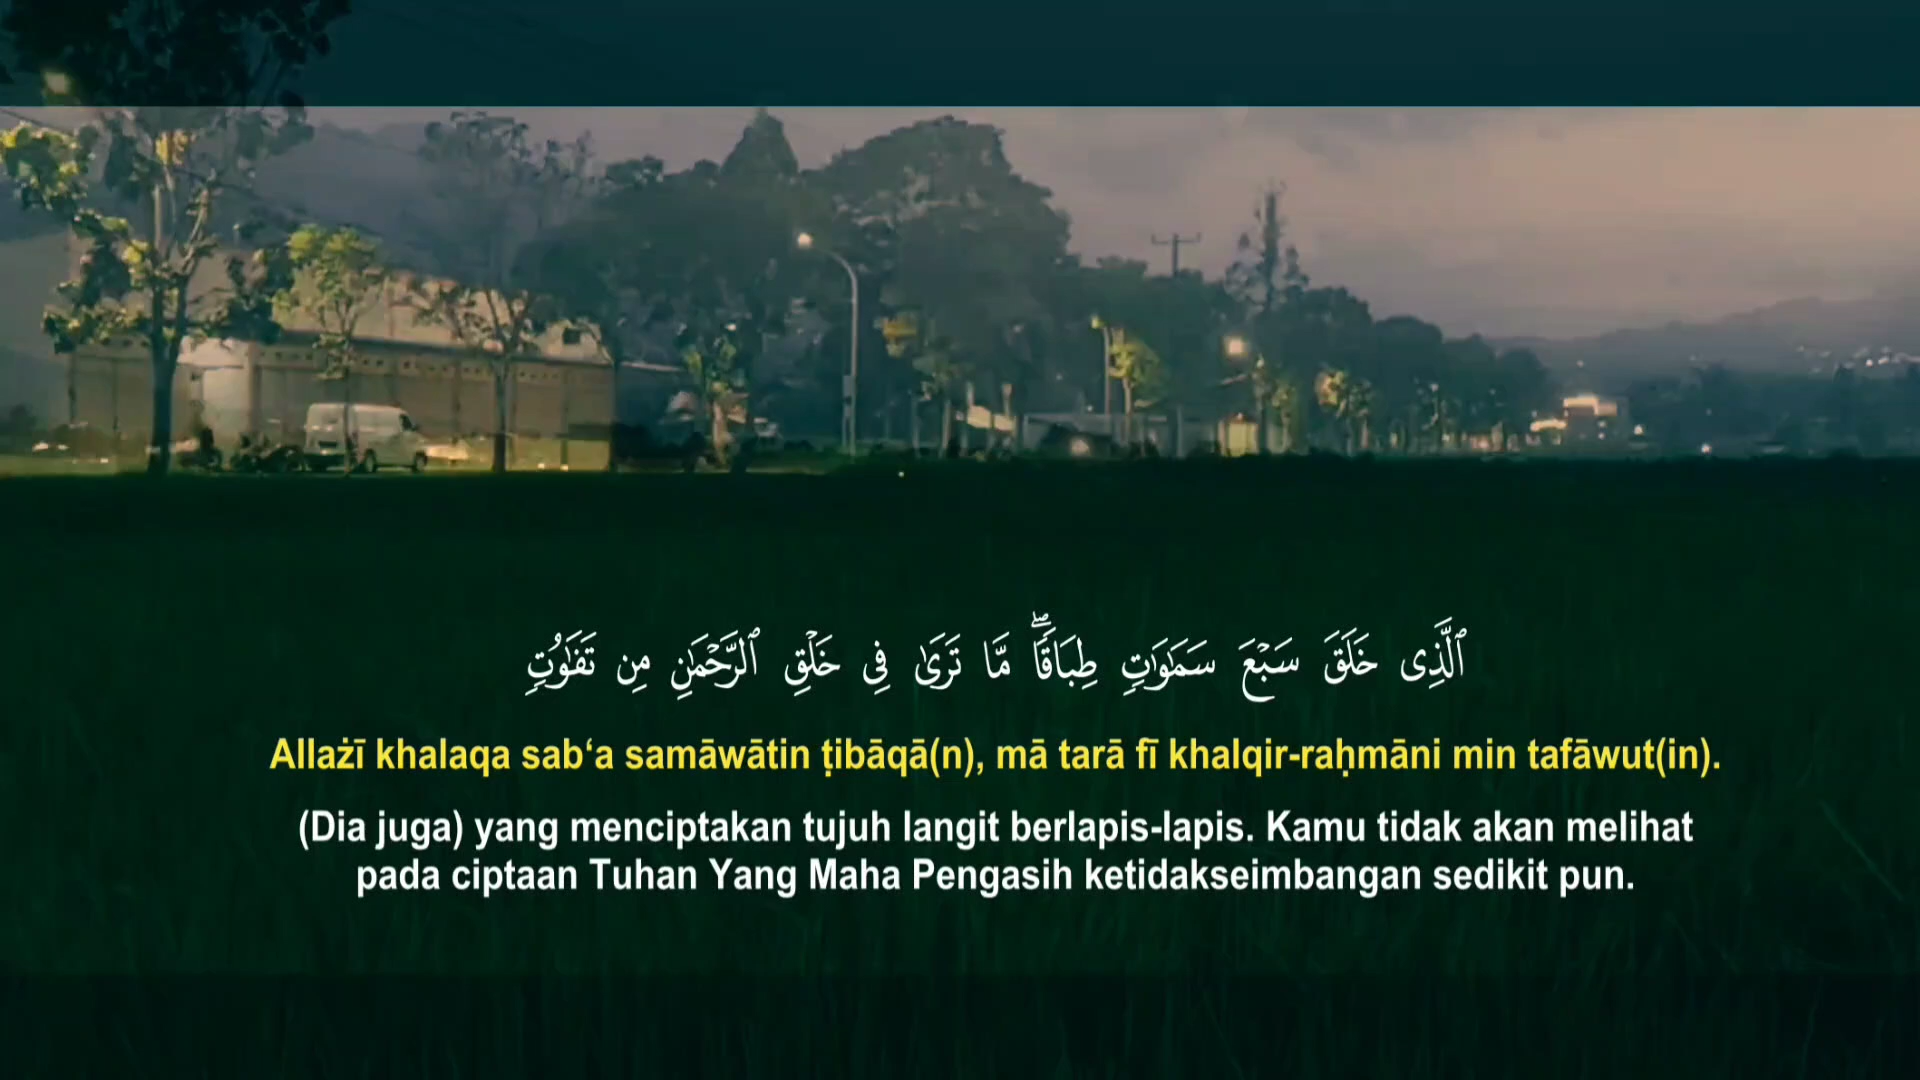 ٱلَّذِى خَلَقَ سَبْعَ سَمَـٰوَٰتٍ طِبَاقًا ۖ مَّا تَرَىٰ فِى خَلْقِ ٱلرَّحْمَـٰنِ مِن تَفَـٰوُتٍ
Allażī khalaqa sab‘a samāwātin ṭibāqā(n), mā tarā fī khalqir-raḥmāni min tafāwut(in).
(Dia juga) yang menciptakan tujuh langit berlapis-lapis. Kamu tidak akan melihat
pada ciptaan Tuhan Yang Maha Pengasih ketidakseimbangan sedikit pun.